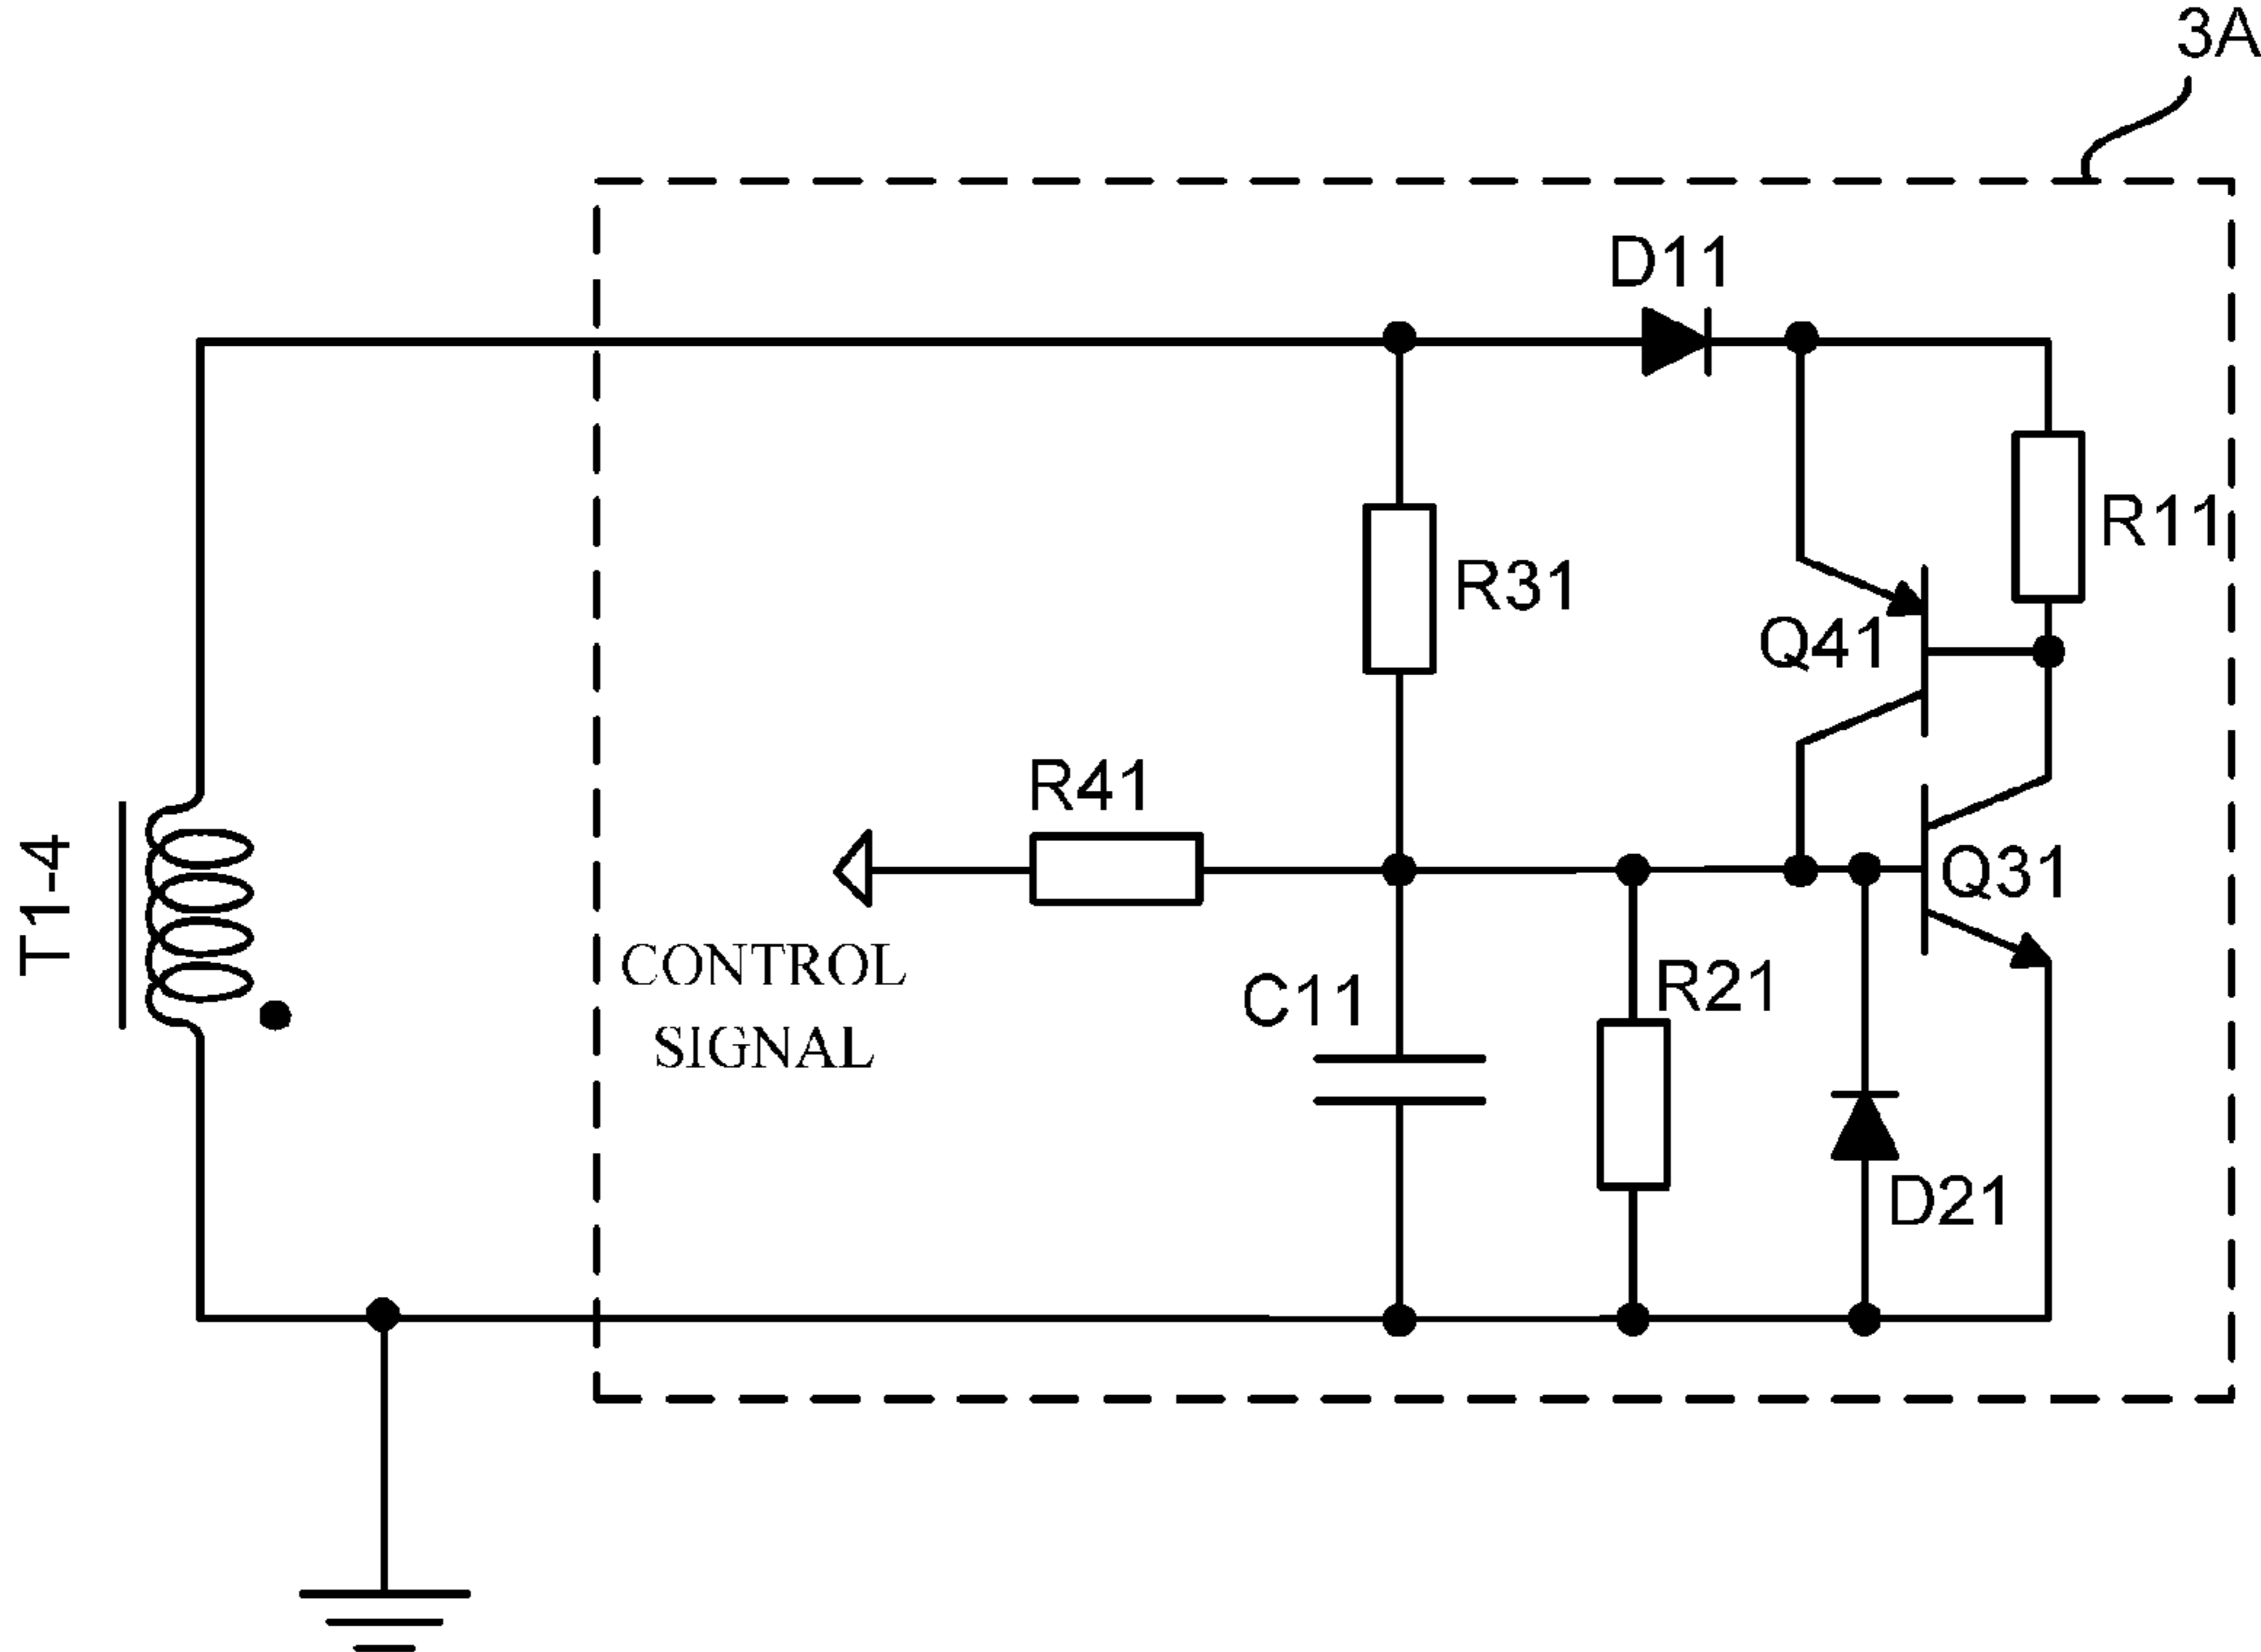 3A
D11
R11
R31
Q41
R41
T1-4
Q31
CONTROL
SIGNAL
R21
C11
D21